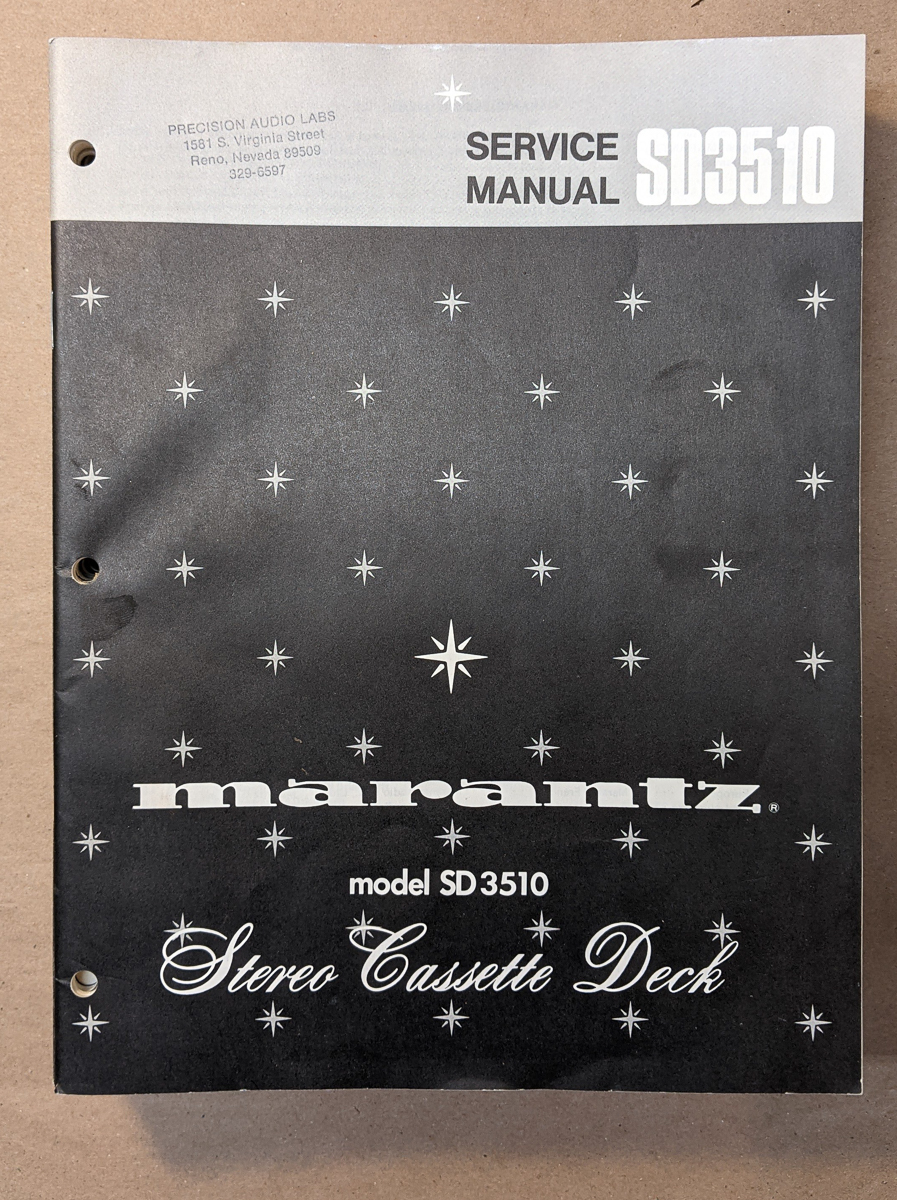 PRECISION AUDIO LABS
1581 S. Virginia Street
Reno, Nevada 89509
329-6597
SERVICE
MANUAL
SD3510
marantz®
model SD3510
Stereo Cassette Deck